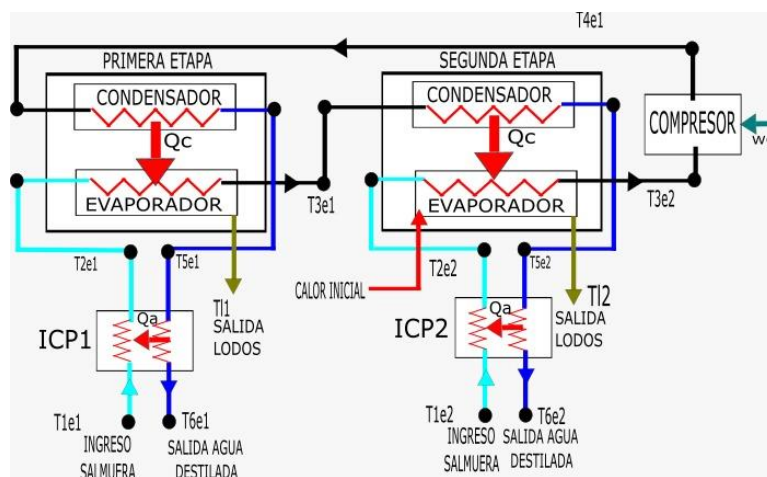 T4e1
PRIMERA ETAPA
SEGUNDA ETAPA
CONDENSADOR
CONDENSADOR
COMPRESOR
Qc
Qc
EVAPORADOR
EVAPORADOR
T3e1
T3e2
T2e1
T5e1
CALOR INICIAL
T2e2
T5e2
Tl1
SALIDA
LODOS
Tl2
SALIDA
LODOS
ICP1
Qa
ICP2
Qa
T1e1
T6e1
T1e2
T6e2
INGRESO
SALMUERA
SALIDA AGUA
DESTILADA
INGRESO
SALMUERA
SALIDA AGUA
DESTILADA